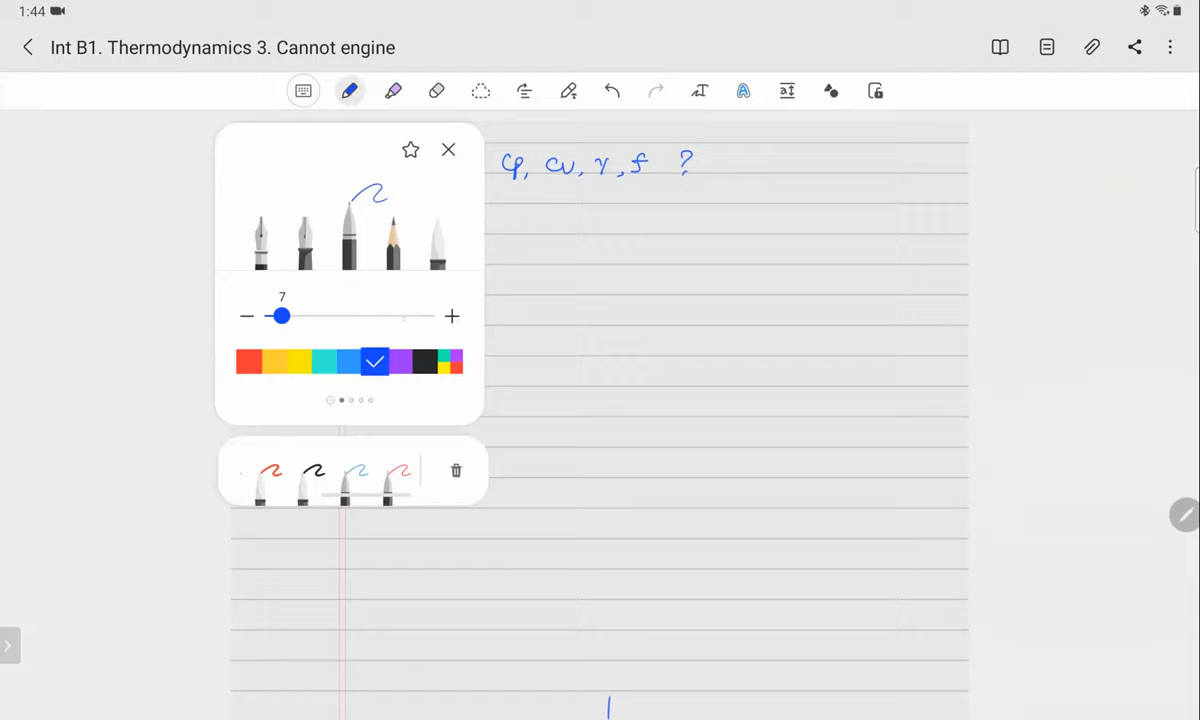 1:44
Int B1. Thermodynamics 3. Cannot engine
Cp, Cv, γ, f ?
7